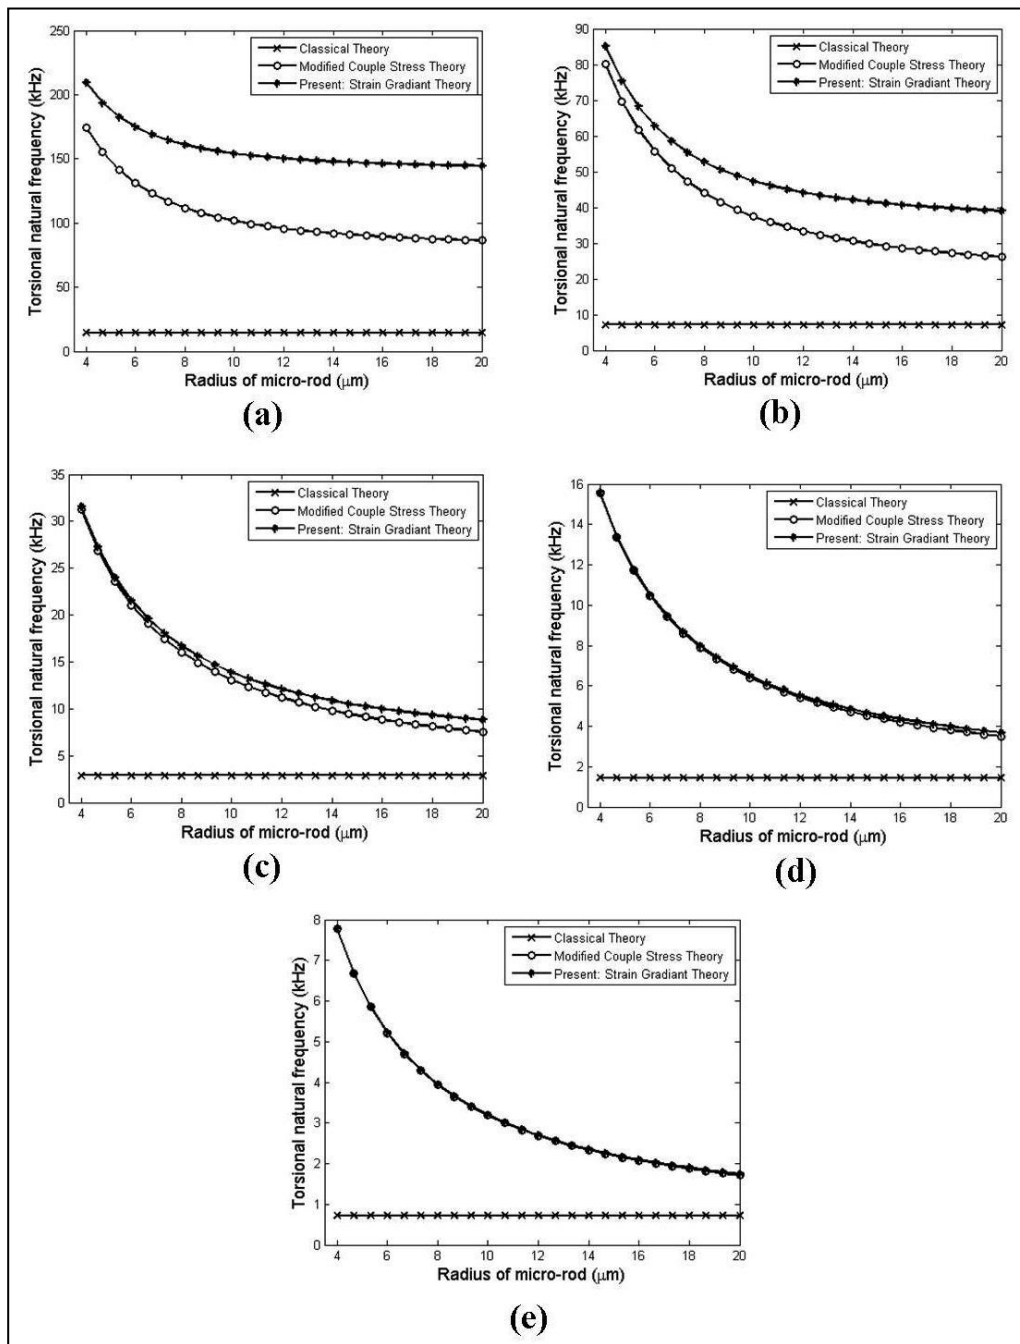 250
200
150
100
50
0
Torsional natural frequency (kHz)
Classical Theory
Modified Couple Stress Theory
Present: Strain Gradiant Theory
4 6 8 10 12 14 16 18 20
Radius of micro-rod (μm)
(a)
90
80
70
60
50
40
30
20
10
0
Torsional natural frequency (kHz)
Classical Theory
Modified Couple Stress Theory
Present: Strain Gradiant Theory
4 6 8 10 12 14 16 18 20
Radius of micro-rod (μm)
(b)
35
30
25
20
15
10
5
0
Torsional natural frequency (kHz)
Classical Theory
Modified Couple Stress Theory
Present: Strain Gradiant Theory
4 6 8 10 12 14 16 18 20
Radius of micro-rod (μm)
(c)
16
14
12
10
8
6
4
2
0
Torsional natural frequency (kHz)
Classical Theory
Modified Couple Stress Theory
Present: Strain Gradiant Theory
4 6 8 10 12 14 16 18 20
Radius of micro-rod (μm)
(d)
8
7
6
5
4
3
2
1
0
Torsional natural frequency (kHz)
Classical Theory
Modified Couple Stress Theory
Present: Strain Gradiant Theory
4 6 8 10 12 14 16 18 20
Radius of micro-rod (μm)
(e)